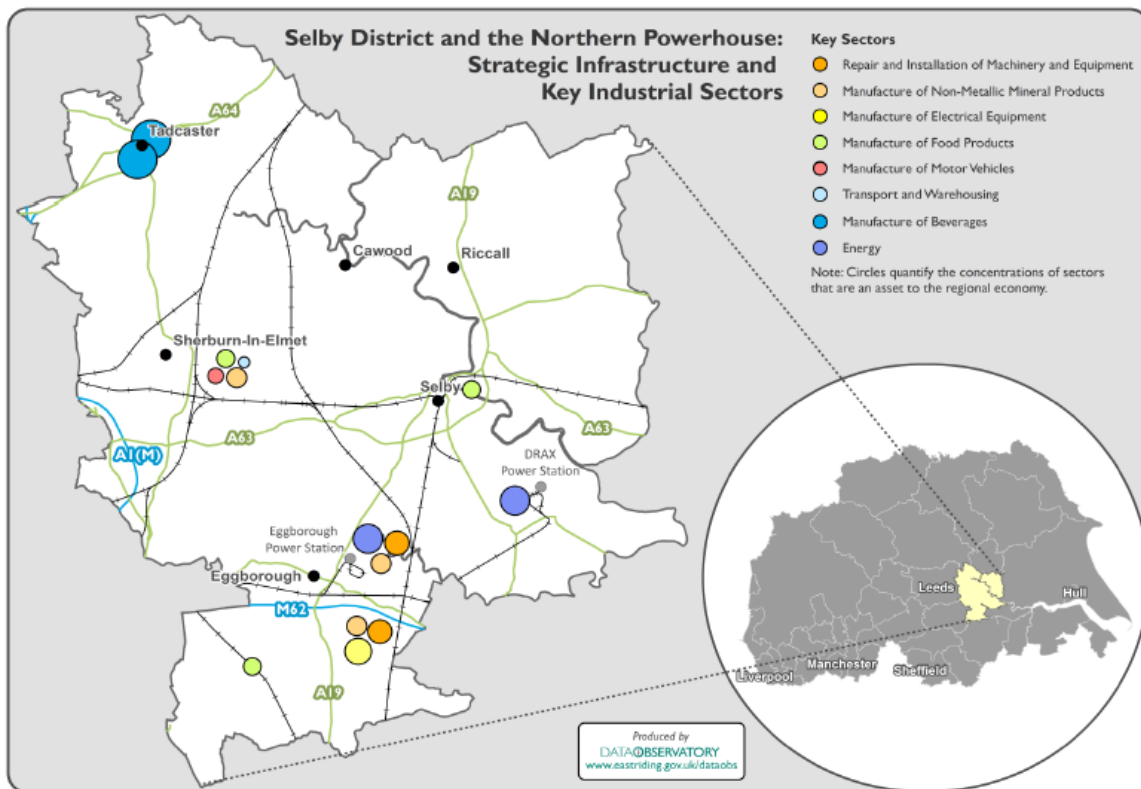 Selby District and the Northern Powerhouse:
Strategic Infrastructure and
Key Industrial Sectors
Key Sectors
Repair and Installation of Machinery and Equipment
Manufacture of Non-Metallic Mineral Products
Manufacture of Electrical Equipment
Manufacture of Food Products
Manufacture of Motor Vehicles
Transport and Warehousing
Manufacture of Beverages
Energy
Note: Circles quantify the concentrations of sectors
that are an asset to the regional economy.
A64
Tadcaster
A19
Cawood
Riccall
Sherburn-In-Elmet
Selby
A63
A63
A1(M)
DRAX
Power Station
Eggborough
Power Station
Eggborough
M62
A19
Leeds
Hull
Manchester
Sheffield
Liverpool
Produced by
DATA OBSERVATORY
www.eastriding.gov.uk/dataobs